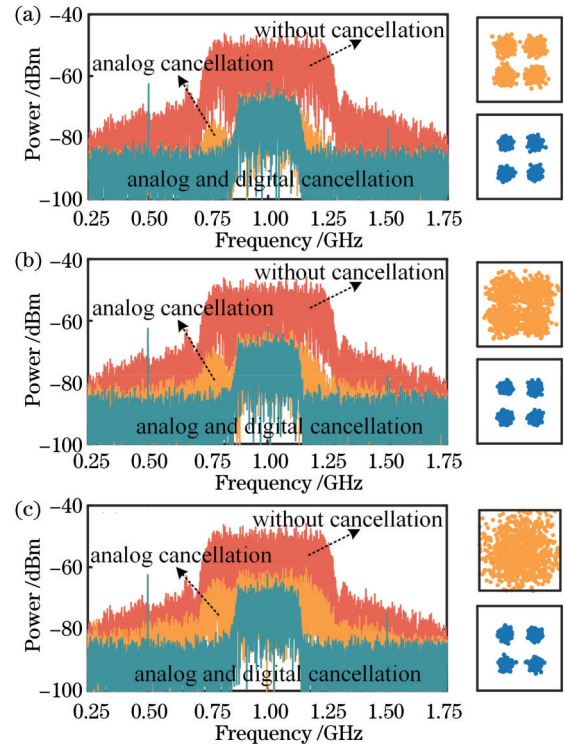 (a)
−40
without cancellation
analog cancellation
−60
Power /dBm
−80
analog and digital cancellation
−100
0.25 0.50 0.75 1.00 1.25 1.50 1.75
Frequency /GHz
(b)
−40
without cancellation
analog cancellation
−60
Power /dBm
−80
analog and digital cancellation
−100
0.25 0.50 0.75 1.00 1.25 1.50 1.75
Frequency /GHz
(c)
−40
without cancellation
analog cancellation
−60
Power /dBm
−80
analog and digital cancellation
−100
0.25 0.50 0.75 1.00 1.25 1.50 1.75
Frequency /GHz